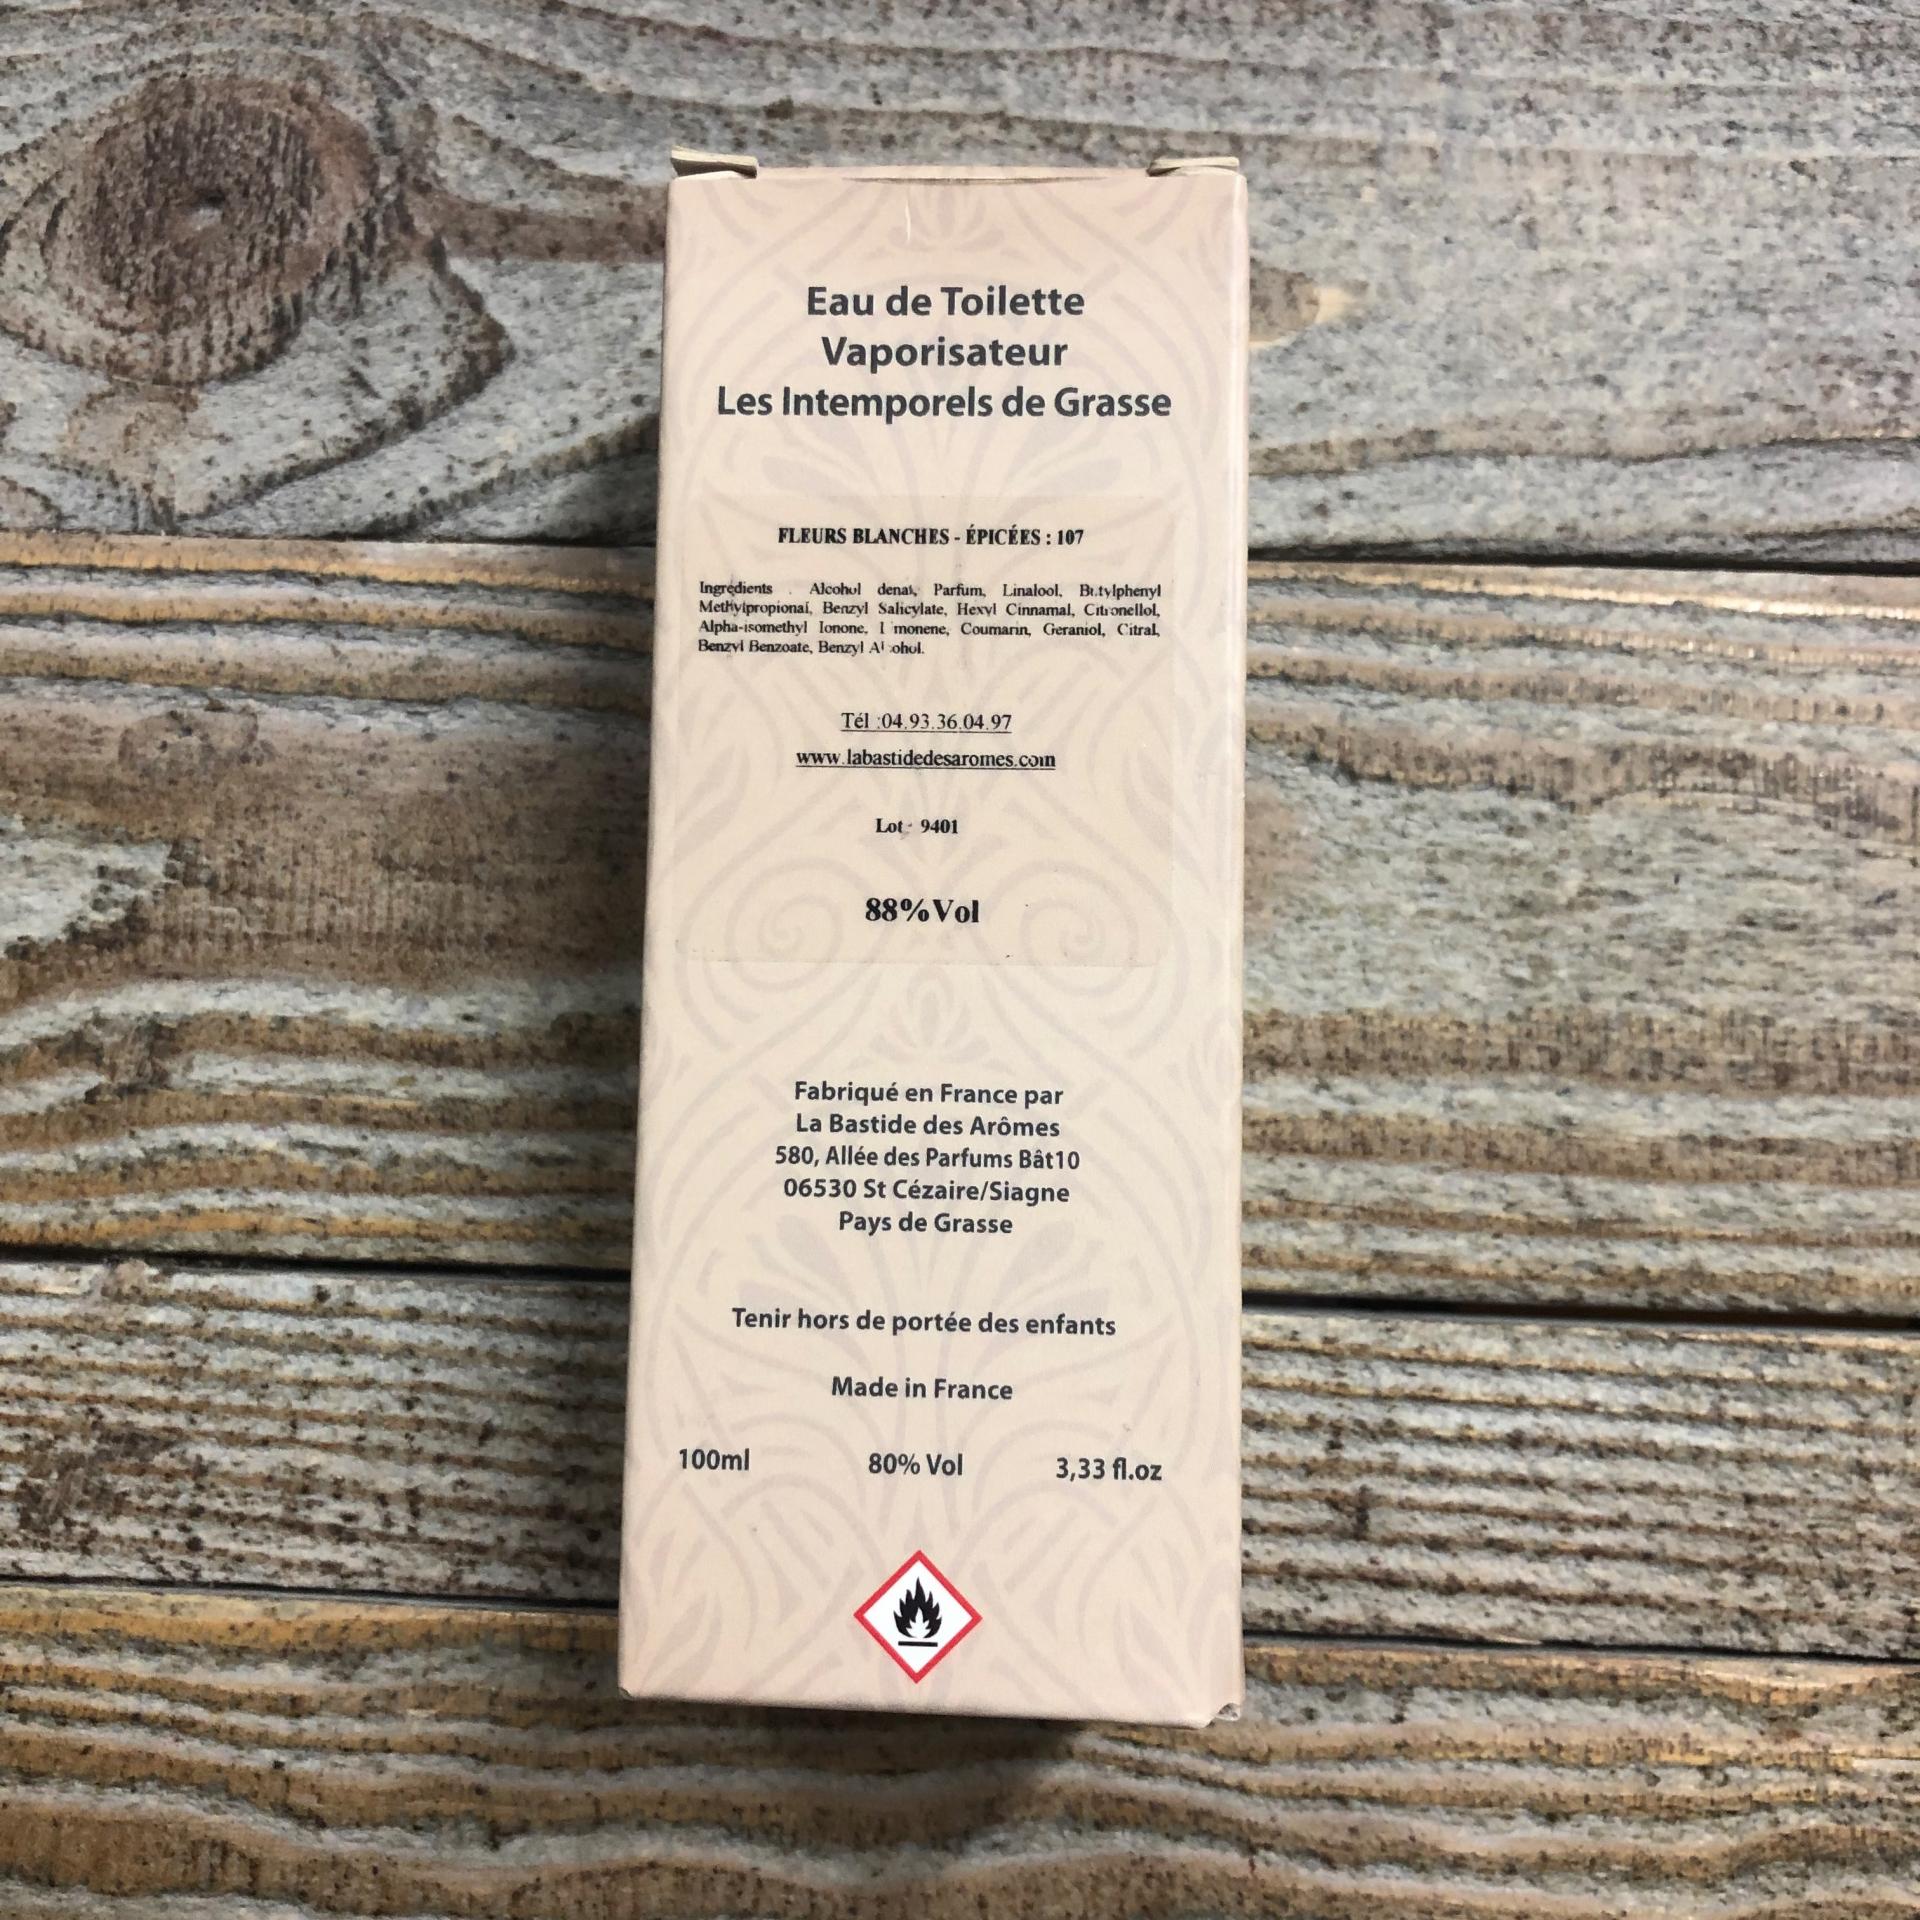 Eau de Toilette
Vaporisateur
Les Intemporels de Grasse
FLEURS BLANCHES - ÉPICÉES : 107
Ingrédients . Alcohol denat, Parfum, Linalool, Butylphenyl
Methylpropional, Benzyl Salicylate, Hexyl Cinnamal, Citronellol,
Alpha-isomethyl Ionone, I monene, Coumarin, Geraniol, Citral,
Benzyl Benzoate, Benzyl Al ohol.
Tél :04.93.36.04.97
www.labastidedesaromes.com
Lot : 9401
88%Vol
Fabriqué en France par
La Bastide des Arômes
580, Allée des Parfums Bât10
06530 St Cézaire/Siagne
Pays de Grasse
Tenir hors de portée des enfants
Made in France
100ml 80% Vol 3,33 fl.oz